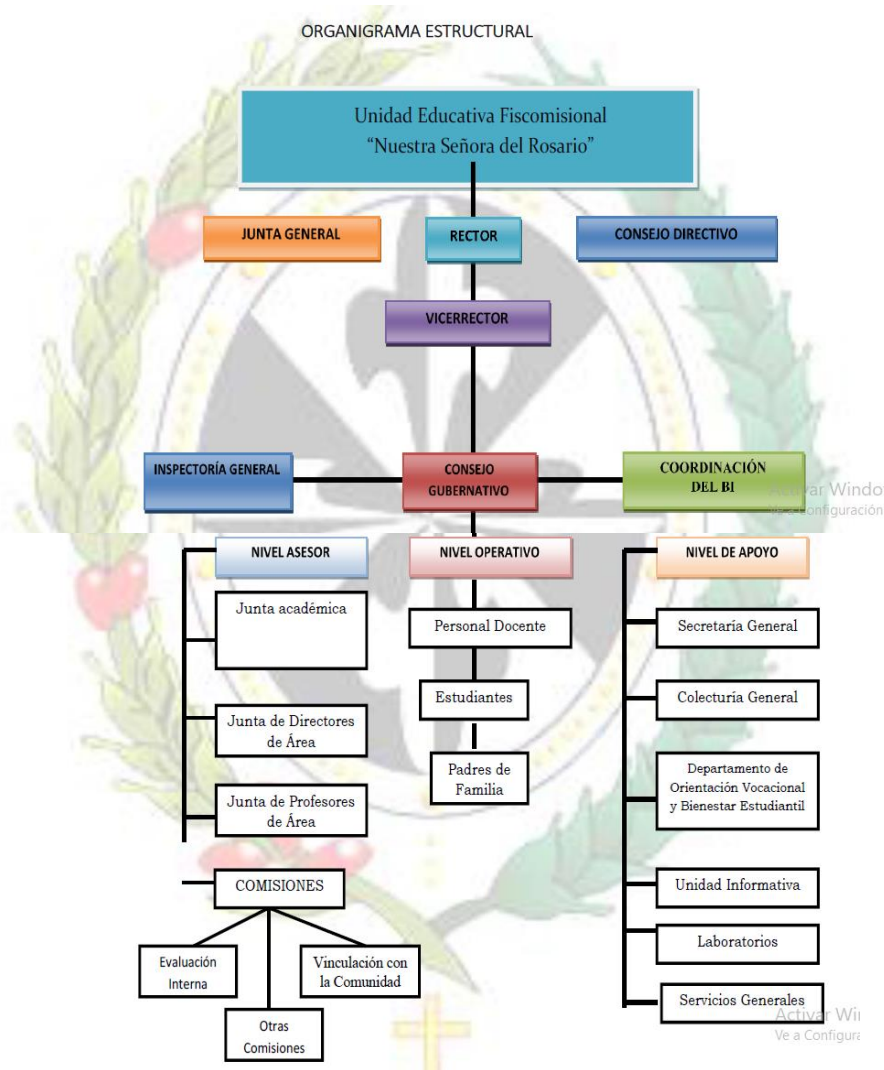 ORGANIGRAMA ESTRUCTURAL
Unidad Educativa Fiscomisional
“Nuestra Señora del Rosario”
JUNTA GENERAL
RECTOR
CONSEJO DIRECTIVO
VICERRECTOR
INSPECTORÍA GENERAL
CONSEJO
GUBERNATIVO
COORDINACIÓN
DEL BI
Activar Windo
Ve a Configuración
NIVEL ASESOR
NIVEL OPERATIVO
NIVEL DE APOYO
Junta académica
Personal Docente
Secretaría General
Junta de Directores
de Área
Estudiantes
Colecturía General
Junta de Profesores
de Área
Padres de
Familia
Departamento de
Orientación Vocacional
y Bienestar Estudiantil
COMISIONES
Unidad Informativa
Evaluación
Interna
Vinculación con
la Comunidad
Laboratorios
Otras
Comisiones
Servicios Generales
Activar Wi
Ve a Configura